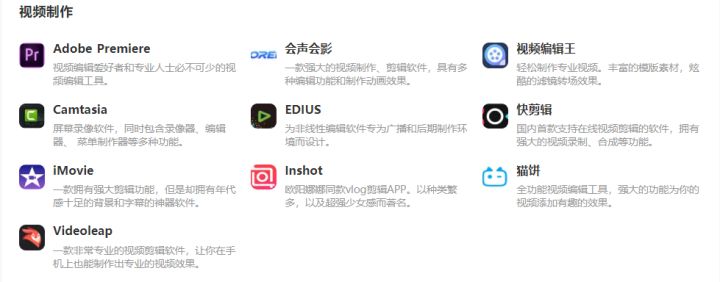 视频制作
Pr
Adobe Premiere
视频编辑爱好者和专业人士必不可少的视
频编辑工具。
OREL
会声会影
一款强大的视频制作、剪辑软件，具有多
种编辑功能和制作动画效果。
视频编辑王
轻松制作专业视频。丰富的模版素材，炫
酷的滤镜转场效果。
Camtasia
屏幕录像软件，同时包含录像器、编辑
器、 菜单制作器等多种功能。
EDIUS
为非线性编辑软件专为广播和后期制作环
境而设计。
快剪辑
国内首款支持在线视频剪辑的软件，拥有
强大的视频录制、合成等功能。
iMovie
一款拥有强大剪辑功能，但是却拥有年代
感十足的背景和字幕的神器软件。
Inshot
欧阳娜娜同款vlog剪辑APP。以种类繁
多，以及超强少女感而著名。
猫饼
全功能视频编辑工具，强大的功能为你的
视频添加有趣的效果。
Videoleap
一款非常专业的视频剪辑软件，让你在手
机上也能制作出专业的视频效果。